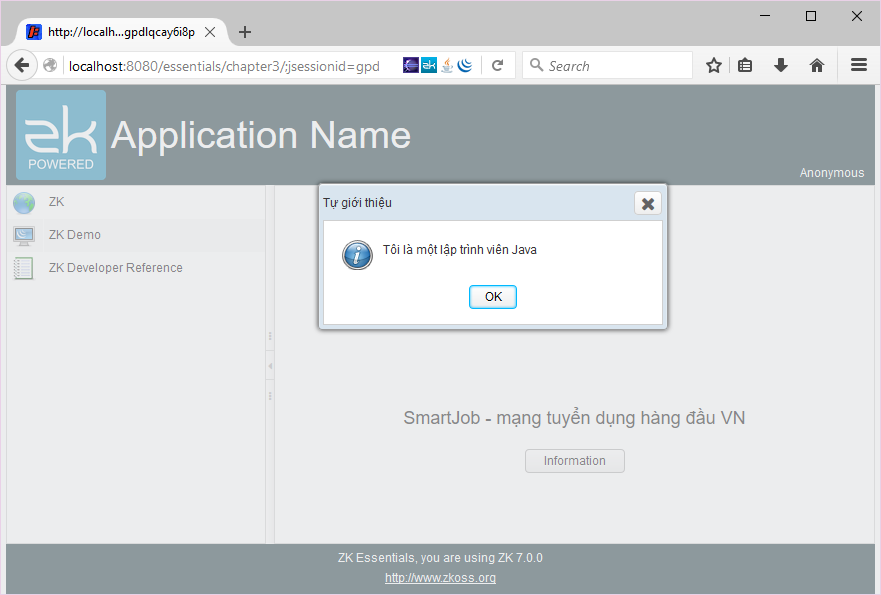 http://localh...gpdlqcay6i8p
localhost:8080/essentials/chapter3/;jsessionid=gpd
zk
Search
zk
POWERED
Application Name
Anonymous
ZK
ZK Demo
ZK Developer Reference
Tự giới thiệu
Tôi là một lập trình viên Java
OK
SmartJob - mạng tuyển dụng hàng đầu VN
Information
ZK Essentials, you are using ZK 7.0.0
http://www.zkoss.org